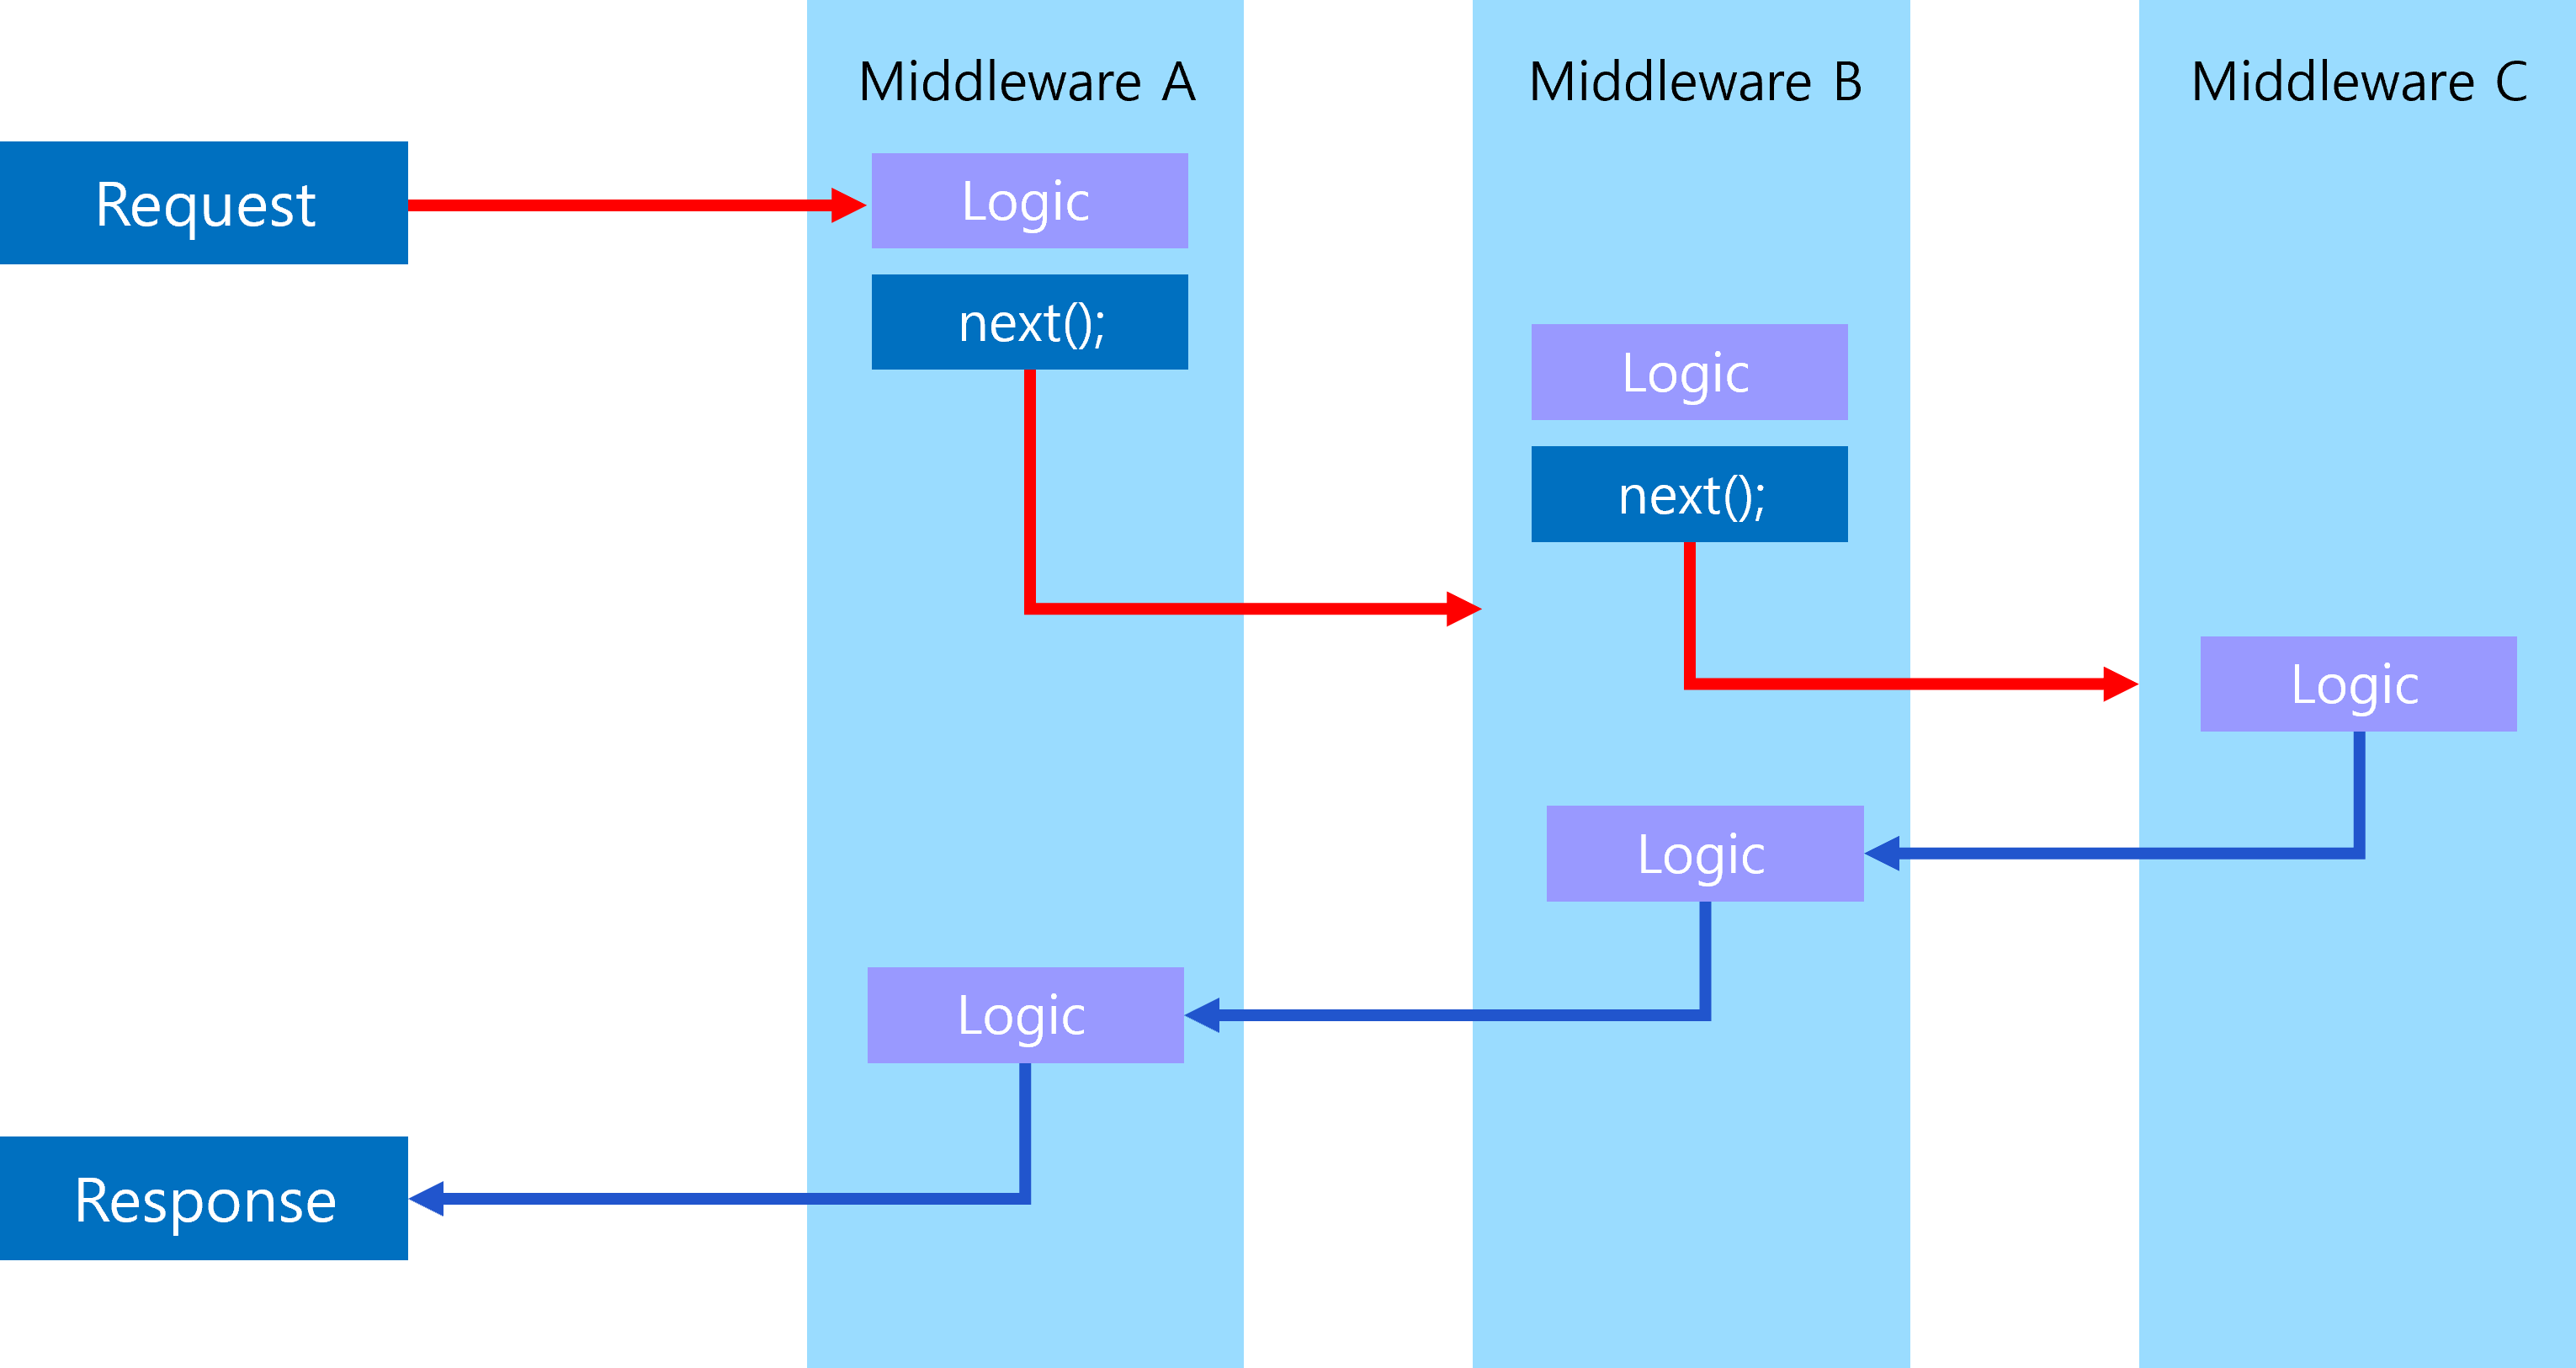 Middleware A
Middleware B
Middleware C
Request
Logic
next();
Logic
next();
Logic
Logic
Logic
Response